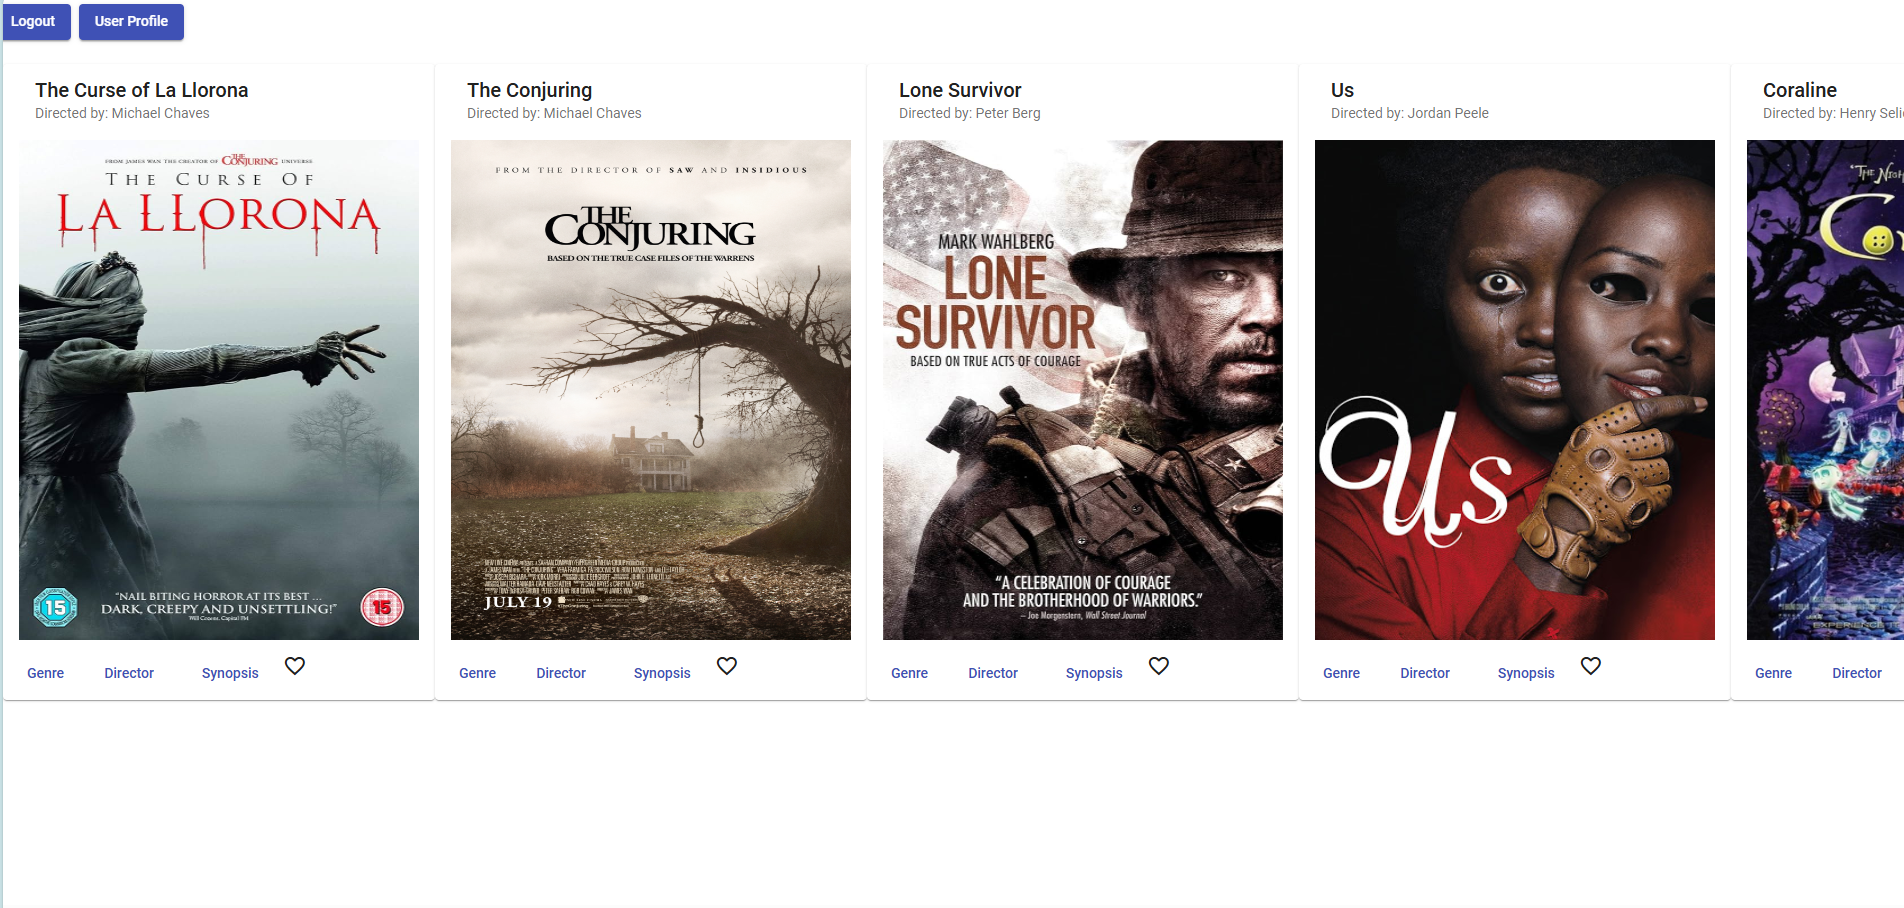 Logout
User Profile
The Curse of La Llorona
Directed by: Michael Chaves
FROM JAMES WAN THE CREATOR OF THE CONJURING UNIVERSE
THE CURSE OF
LA LLORONA
15
"NAIL BITING HORROR AT ITS BEST ...
DARK, CREEPY AND UNSETTLING!"
15
Genre
Director
Synopsis
The Conjuring
Directed by: Michael Chaves
FROM THE DIRECTOR OF SAW AND INSIDIOUS
THE
CONJURING
BASED ON THE TRUE CASE FILES OF THE WARRENS
JULY 19
Genre
Director
Synopsis
Lone Survivor
Directed by: Peter Berg
MARK WAHLBERG
LONE
SURVIVOR
BASED ON TRUE ACTS OF COURAGE
"A CELEBRATION OF COURAGE
AND THE BROTHERHOOD OF WARRIORS."
– Joe Morgenstern, Wall Street Journal
Genre
Director
Synopsis
Us
Directed by: Jordan Peele
Us
Genre
Director
Synopsis
Coraline
Directed by: Henry Seli
"THE NIGH
Co
Genre
Director